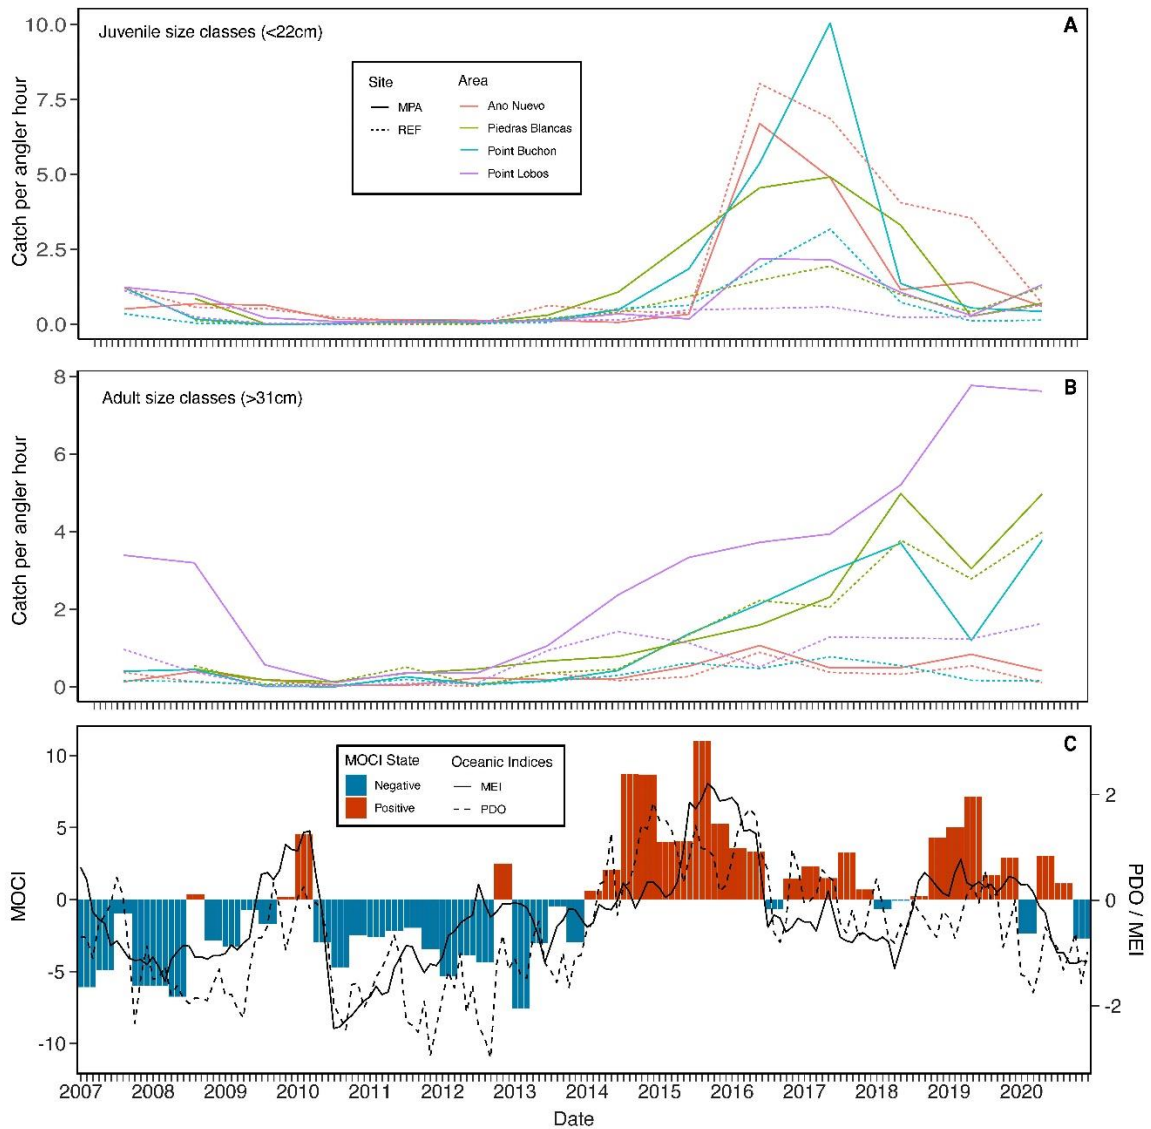 A
Juvenile size classes (<22cm)
Catch per angler hour
10.0
7.5
5.0
2.5
0.0
Site
MPA
REF
Area
Ano Nuevo
Piedras Blancas
Point Buchon
Point Lobos
B
Adult size classes (>31cm)
Catch per angler hour
8
6
4
2
0
C
MOCI
10
5
0
-5
-10
MOCI State
Negative
Positive
Oceanic Indices
MEI
PDO
2
0
-2
PDO / MEI
2007 2008 2009 2010 2011 2012 2013 2014 2015 2016 2017 2018 2019 2020
Date